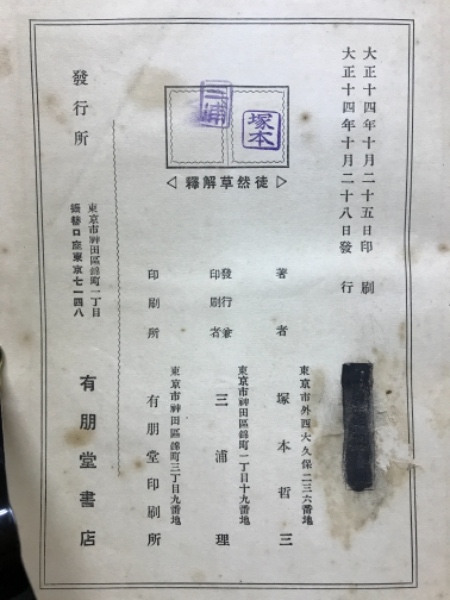 大正十四年十月二十五日印刷
大正十四年十月二十八日發行
三浦
塚本
▷徒然草解釋◁
著者
東京市外西大久保二三六番地
塚本哲三
發行兼印刷者
東京市神田區錦町一丁目十九番地
三浦理
印刷所
東京市神田區錦町三丁目九番地
有朋堂印刷所
發行所
東京市神田區錦町一丁目
振替口座東京七一四八
有朋堂書店